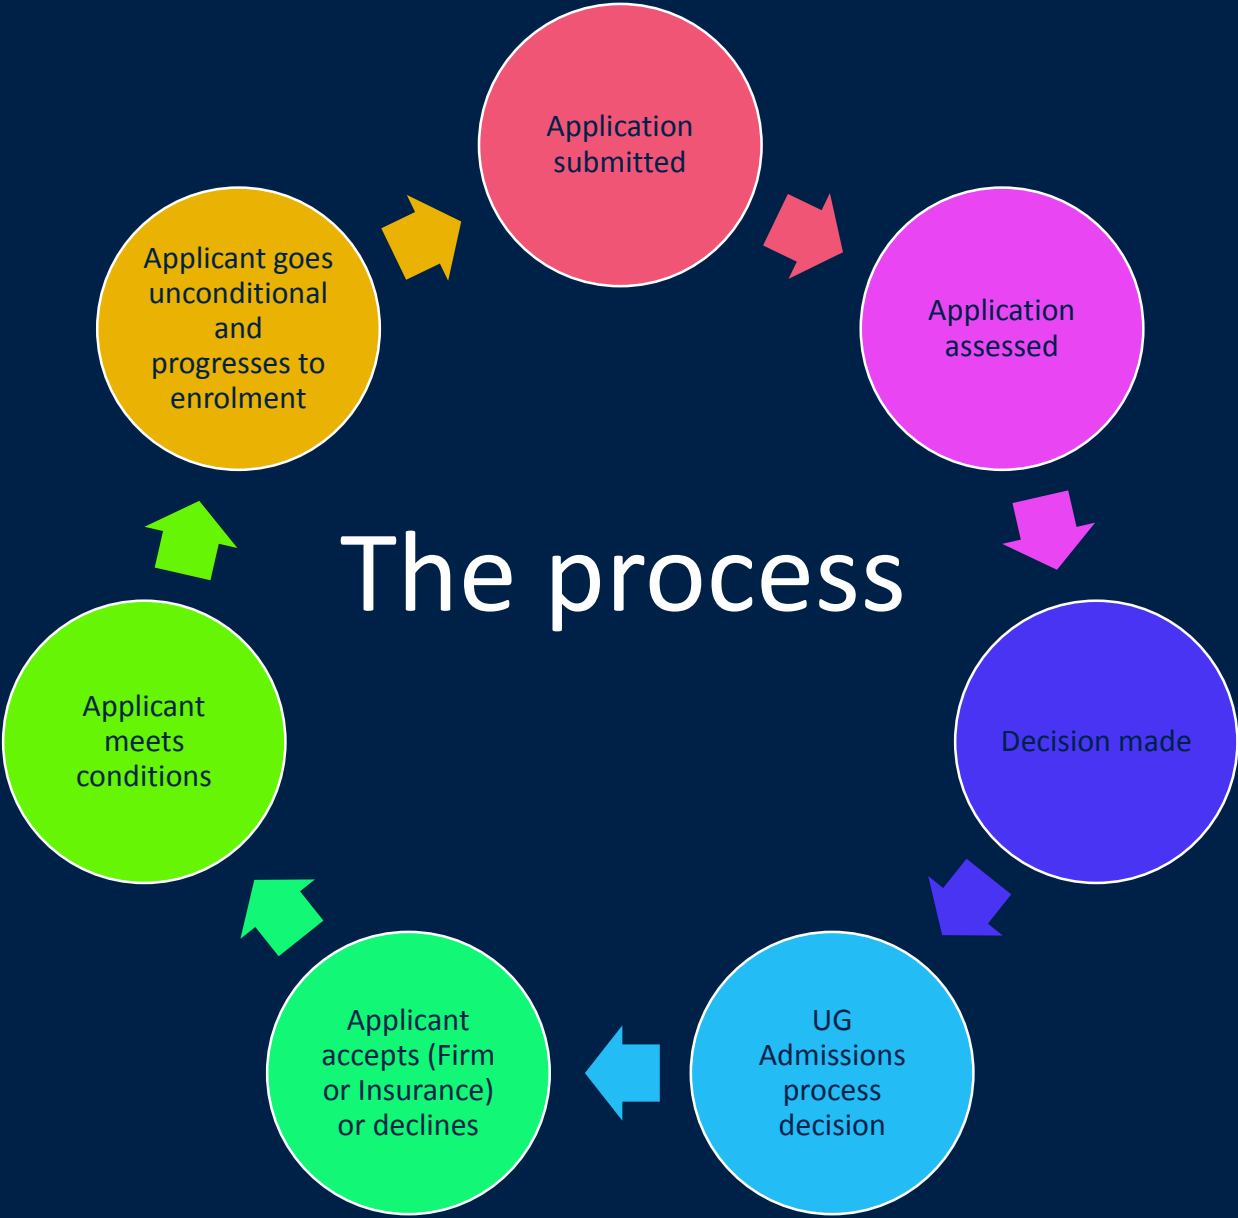 Application
submitted
Application
assessed
Decision made
UG
Admissions
process
decision
Applicant
accepts (Firm
or Insurance)
or declines
Applicant
meets
conditions
Applicant goes
unconditional
and
progresses to
enrolment
The process